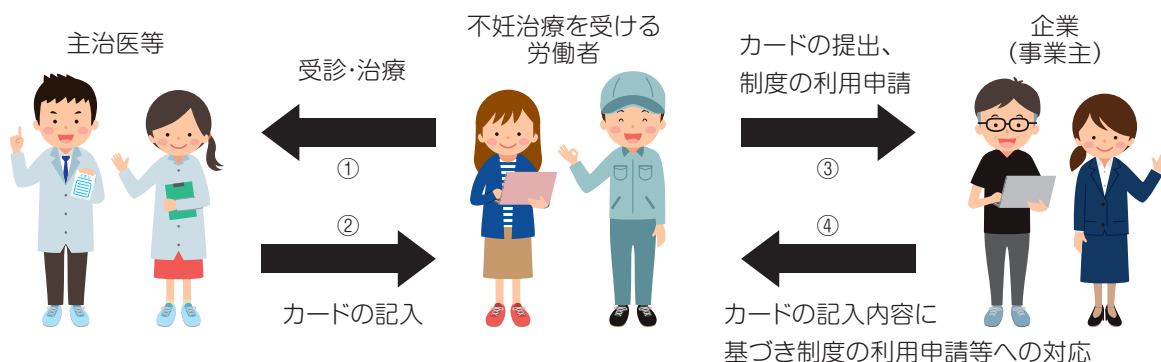 主治医等
受診・治療
①
②
カードの記入
不妊治療を受ける
労働者
カードの提出、
制度の利用申請
③
④
カードの記入内容に
基づき制度の利用申請等への対応
企業
(事業主)